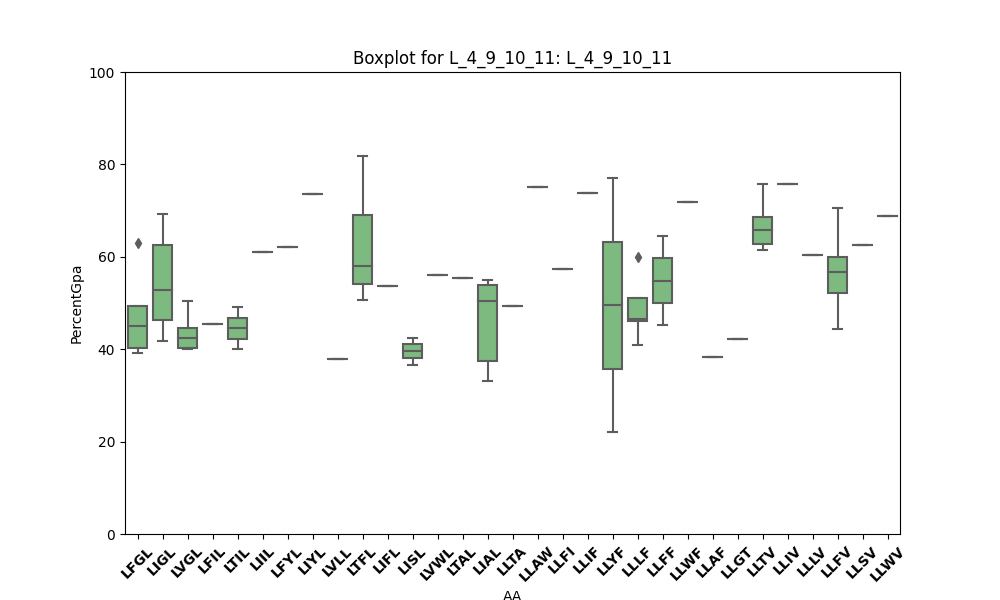 Boxplot for L_4_9_10_11: L_4_9_10_11
PercentGpa
100
80
60
40
20
0
LFGL LIGL LVGL LFIL LTIL LIIL LFYL LIYL LVLL LTFL LIFL LISL LVWL LTAL LIAL LLTA LLAW LLFI LLIF LLYF LLLF LLFF LLWF LLAF LLGT LLTV LLIV LLLV LLFV LLSV LLWV
AA